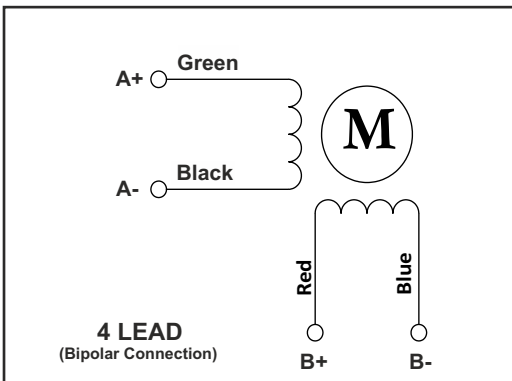 Green
A+
M
Black
A-
Red
Blue
4 LEAD
(Bipolar Connection)
B+
B-